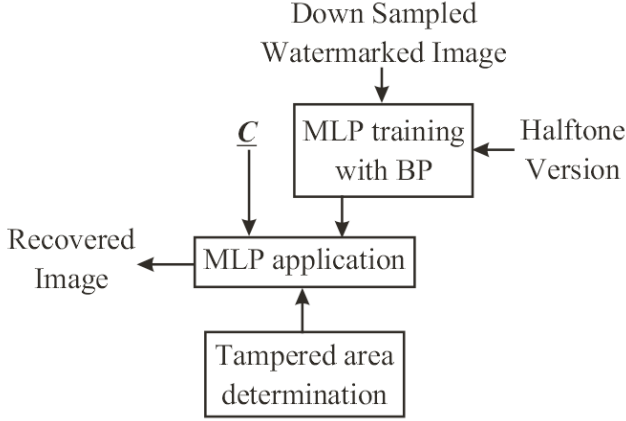 Down Sampled
Watermarked Image
MLP training
with BP
Halftone
Version
C
Recovered
Image
MLP application
Tampered area
determination